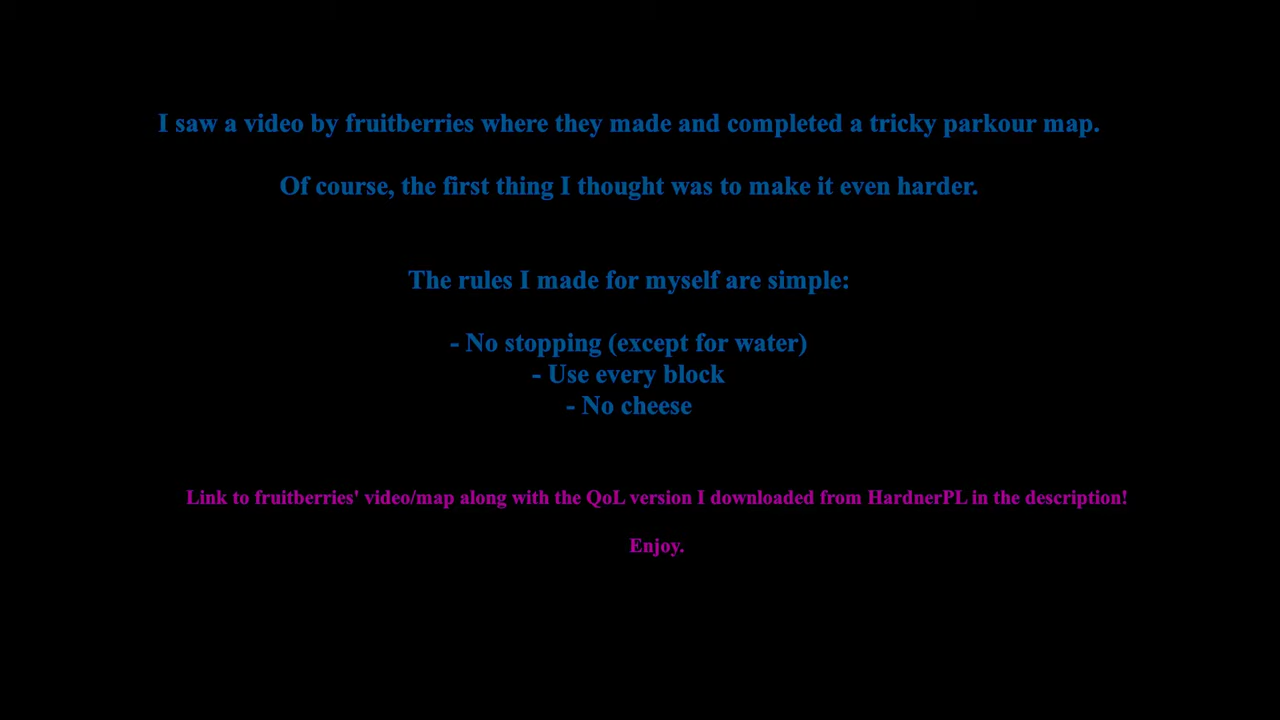 I saw a video by fruitberries where they made and completed a tricky parkour map.
Of course, the first thing I thought was to make it even harder.
The rules I made for myself are simple:
- No stopping (except for water)
- Use every block
- No cheese
Link to fruitberries' video/map along with the QoL version I downloaded from HardnerPL in the description!
Enjoy.